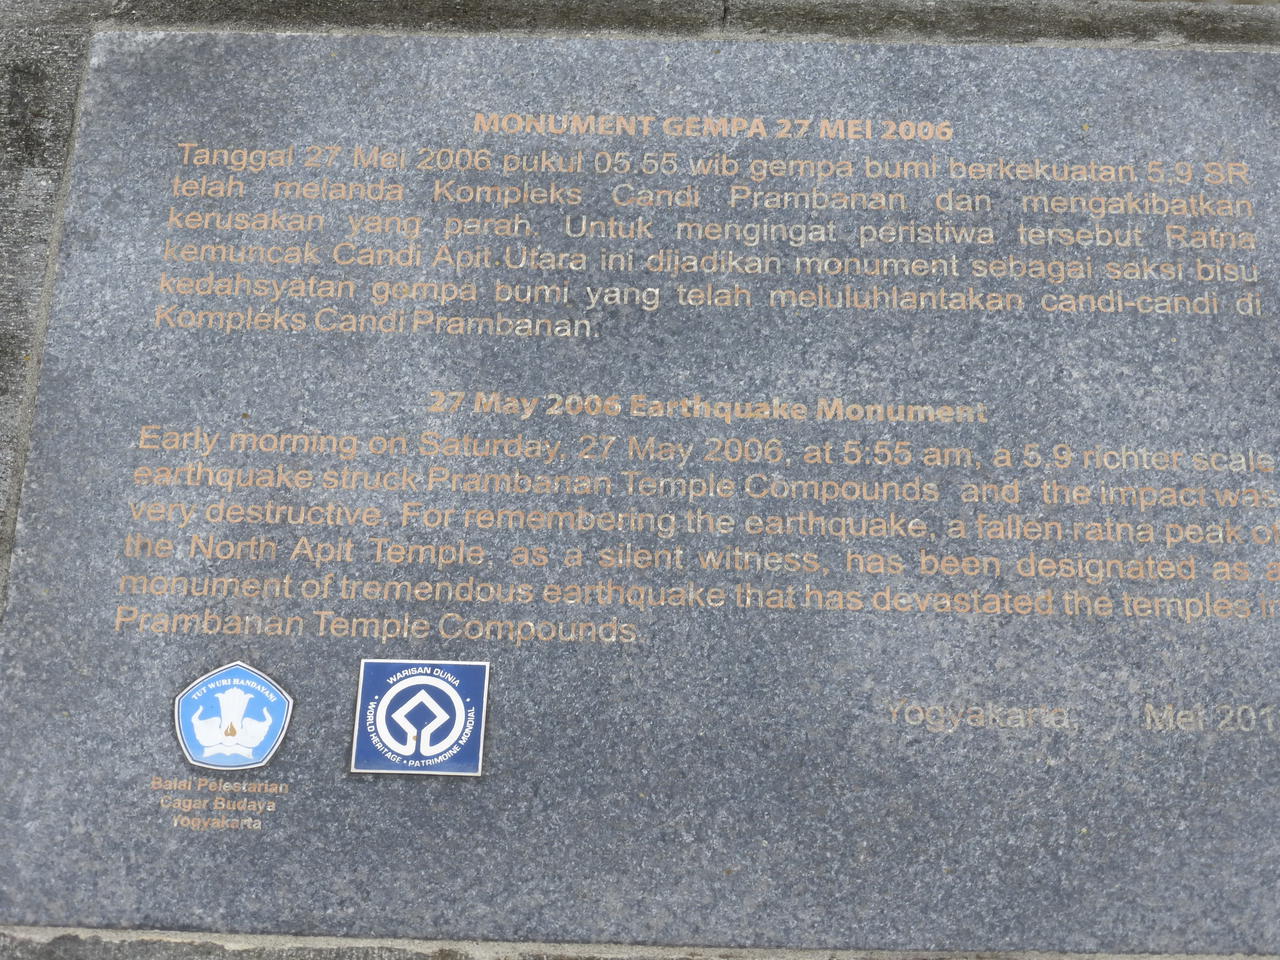 MONUMENT GEMPA 27 MEI 2006
Tanggal 27 Mei 2006 pukul 05.55 wib gempa bumi berkekuatan 5,9 SR
telah melanda Kompleks Candi Prambanan dan mengakibatkan
kerusakan yang parah. Untuk mengingat peristiwa tersebut Ratna
kemuncak Candi Apit Utara ini dijadikan monument sebagai saksi bisu
kedahsyatan gempa bumi yang telah meluluhlantakan candi-candi di
Kompleks Candi Prambanan.
27 May 2006 Earthquake Monument
Early morning on Saturday, 27 May 2006, at 5:55 am, a 5,9 richter scale
earthquake struck Prambanan Temple Compounds and the impact was
very destructive. For remembering the earthquake, a fallen ratna peak of
the North Apit Temple, as a silent witness, has been designated as a
monument of tremendous earthquake that has devastated the temples
Prambanan Temple Compounds.
Yogyakarta Mei 201
TUT WURI HANDAYANI
WARISAN DUNIA
WORLD HERITAGE • PATRIMOINE MONDIAL
Balai Pelestarian
Cagar Budaya
Yogyakarta